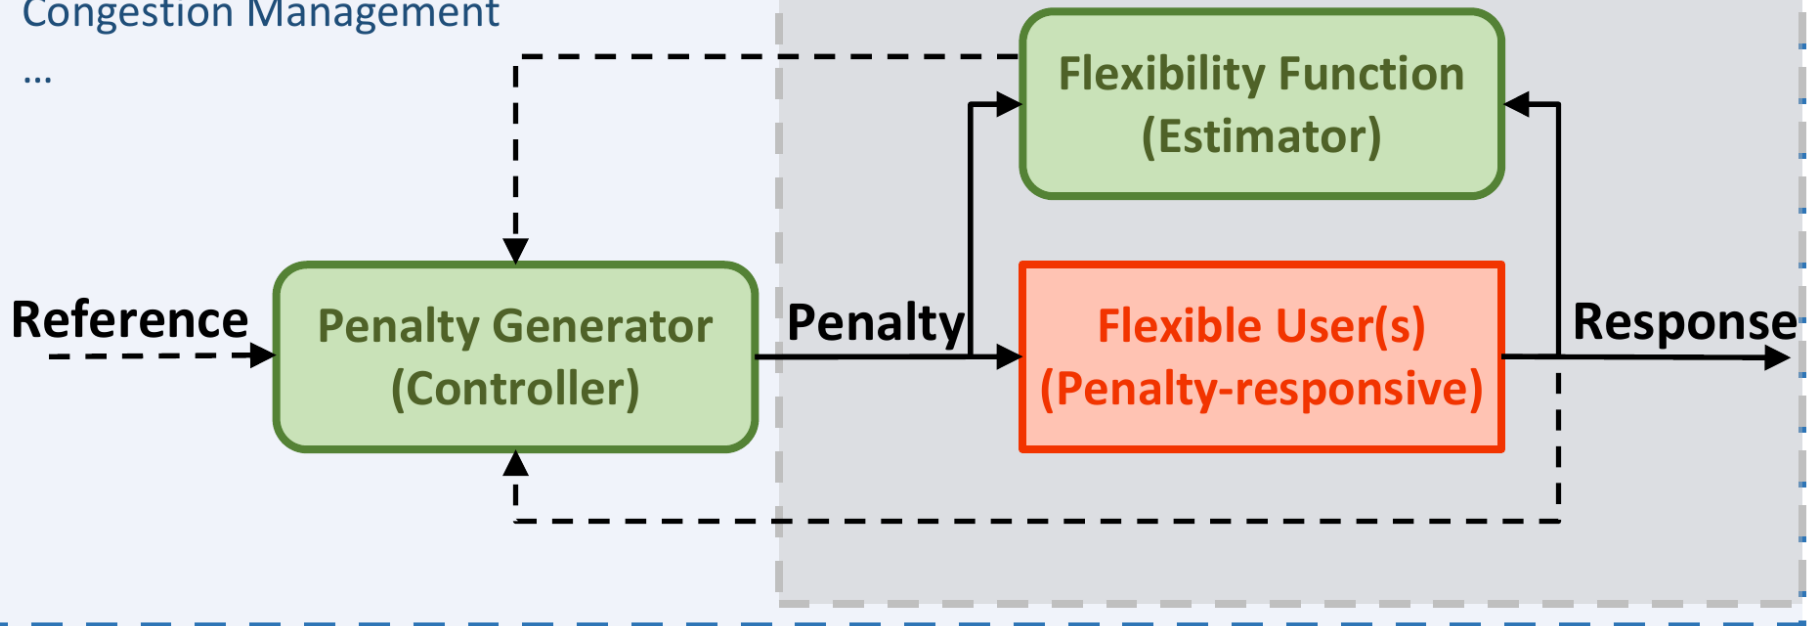 Congestion Management
...
Flexibility Function
(Estimator)
Reference
Penalty Generator
(Controller)
Penalty
Flexible User(s)
(Penalty-responsive)
Response